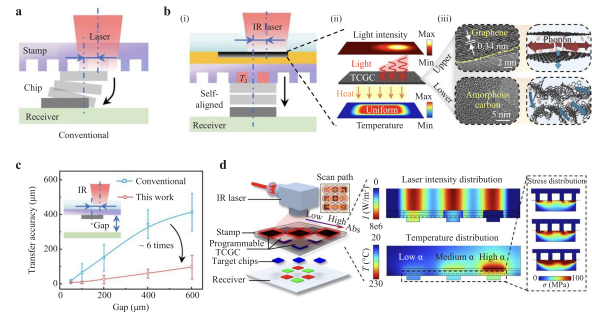 a
Laser
Stamp
Chip
Receiver
Conventional
b
(i)
IR laser
T₂
Self-
aligned
Receiver
(ii)
Light intensity
Max
Min
Light
TCGC
Heat
Uniform
Max
Min
Temperature
(iii)
Upper
Lower
Graphene
0.34 nm
2 nm
Phonon
Amorphous
carbon
5 nm
c
Transfer accuracy (μm)
600
400
200
0
IR
Gap
Conventional
This work
~ 6 times
0 200 400 600
Gap (μm)
d
Scan path
IR laser
Low High
Abs
Stamp
Programmable
TCGC
Target chips
Receiver
Laser intensity distribution
0
I (W/m²)
8e6
Temperature distribution
20
T (°C)
230
Low α Medium α High α
Stress distribution
0 100
σ (MPa)